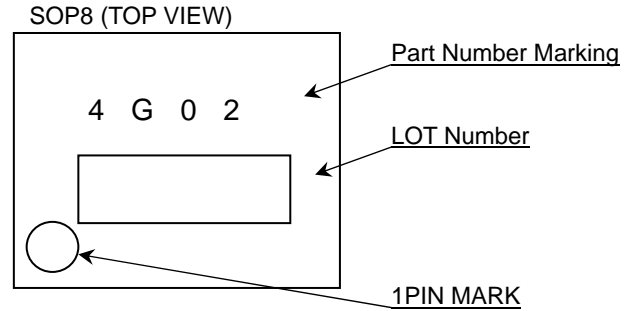 SOP8 (TOP VIEW)
Part Number Marking
4 G 0 2
LOT Number
1PIN MARK